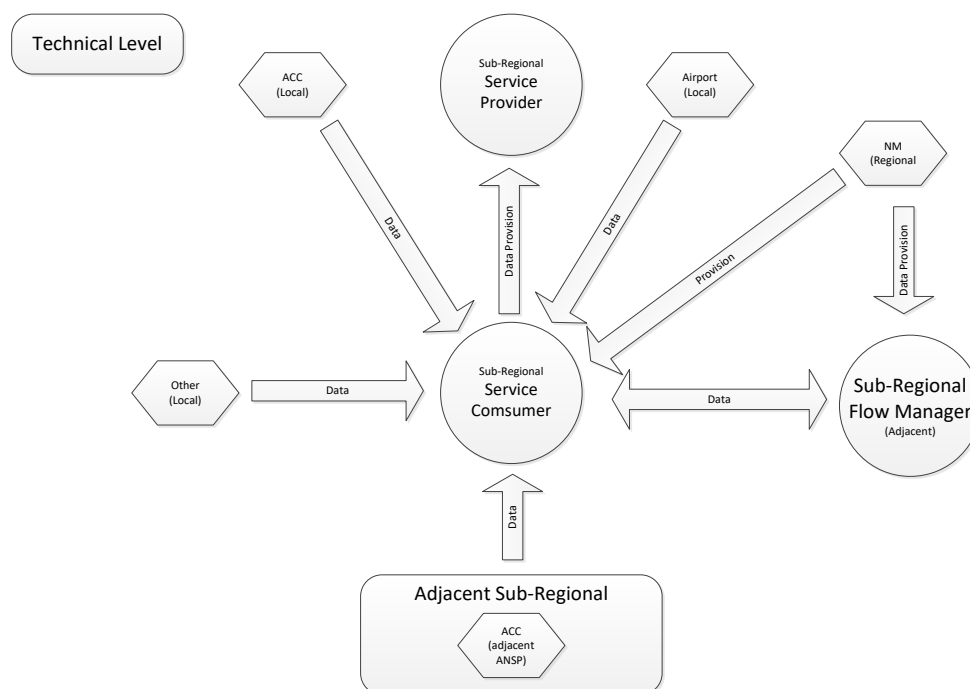 Technical Level
ACC
(Local)
Sub-Regional
Service
Provider
Airport
(Local)
NM
(Regional
Data
Data Provision
Data
Provision
Data Provision
Other
(Local)
Data
Sub-Regional
Service
Comsumer
Data
Sub-Regional
Flow Manager
(Adjacent)
Data
Adjacent Sub-Regional
ACC
(adjacent
ANSP)